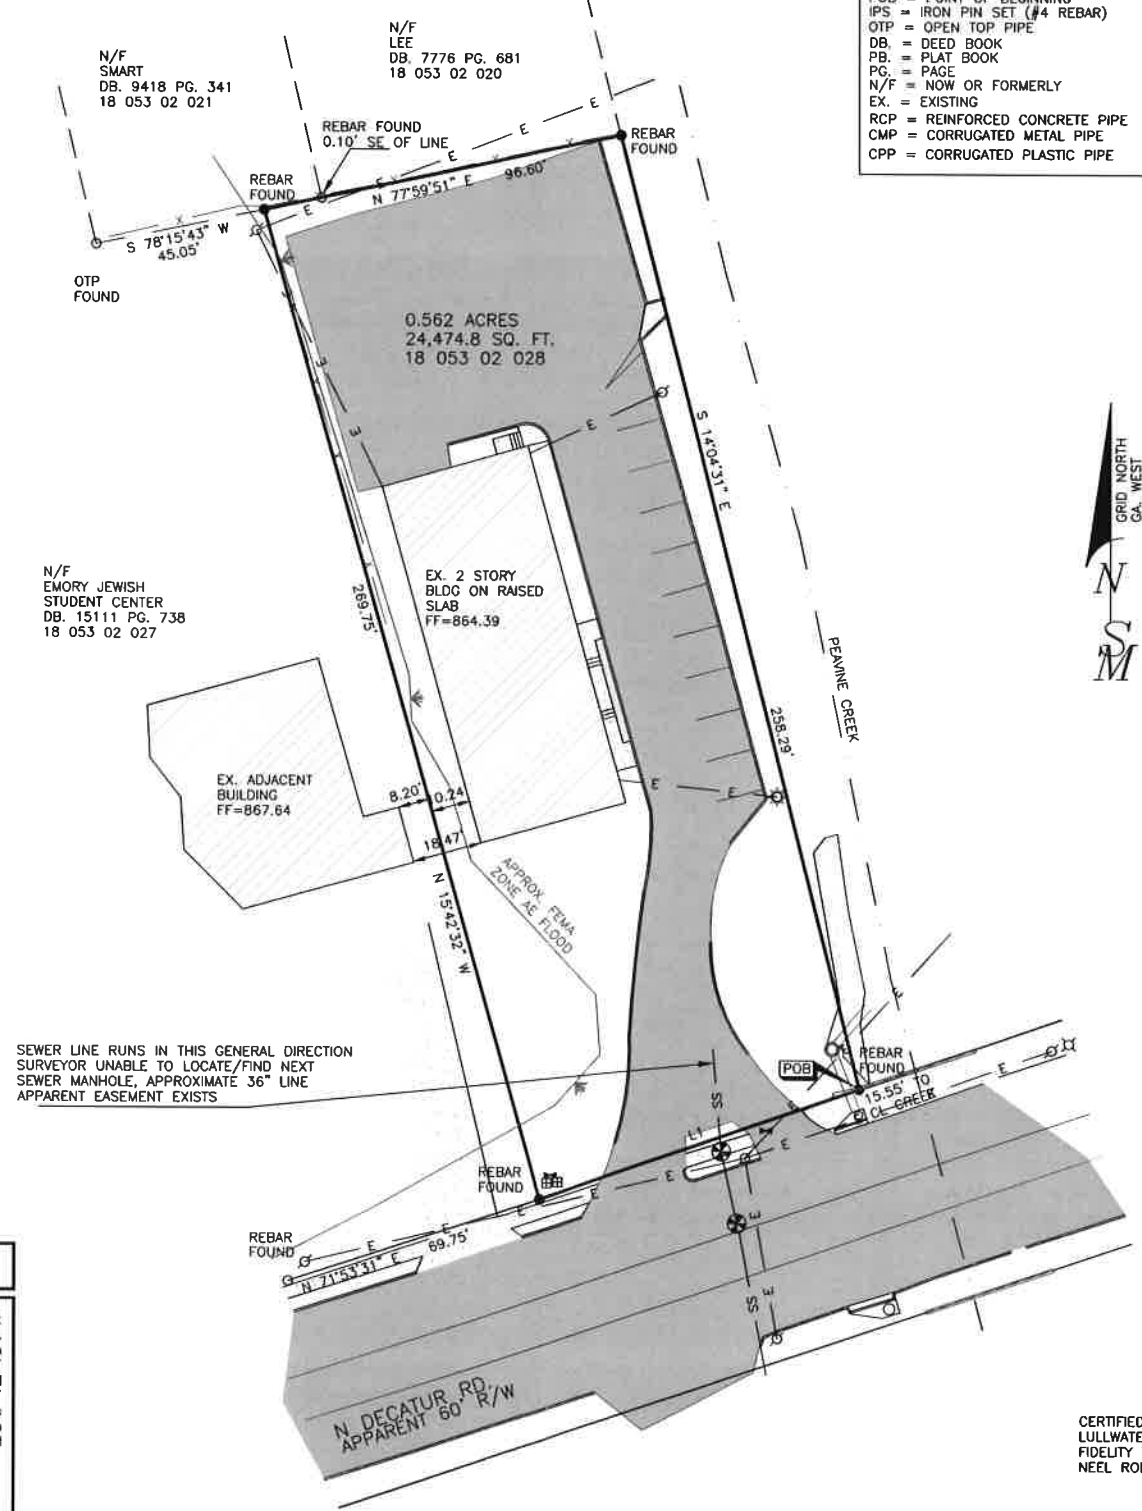 POB = POINT OF BEGINNING
IPS = IRON PIN SET (#4 REBAR)
OTP = OPEN TOP PIPE
DB. = DEED BOOK
PB. = PLAT BOOK
PG. = PAGE
N/F = NOW OR FORMERLY
EX. = EXISTING
RCP = REINFORCED CONCRETE PIPE
CMP = CORRUGATED METAL PIPE
CPP = CORRUGATED PLASTIC PIPE
N/F
SMART
DB. 9418 PG. 341
18 053 02 021
N/F
LEE
DB. 7776 PG. 681
18 053 02 020
REBAR FOUND
0.10' SE OF LINE
REBAR
FOUND
REBAR
FOUND
N 77°59'51" E
96.60'
S 78°15'43" W
45.05'
OTP
FOUND
0.562 ACRES
24,474.8 SQ. FT.
18 053 02 028
S 14°04'31" E
258.29'
GRID NORTH
GA. WEST
N
S
M
N/F
EMORY JEWISH
STUDENT CENTER
DB. 15111 PG. 738
18 053 02 027
269.75'
EX. 2 STORY
BLDG ON RAISED
SLAB
FF=864.39
PEAVINE CREEK
EX. ADJACENT
BUILDING
FF=867.64
8.20'
10.24
18.47'
N 15°42'32" W
APPROX. FEMA
ZONE AE FLOOD
SEWER LINE RUNS IN THIS GENERAL DIRECTION
SURVEYOR UNABLE TO LOCATE/FIND NEXT
SEWER MANHOLE, APPROXIMATE 36" LINE
APPARENT EASEMENT EXISTS
POB
REBAR
FOUND
15.55' TO
CL CREEK
SS
L1
REBAR
FOUND
REBAR
FOUND
N 71°53'31" E
69.75'
SS
N DECATUR RD.
APPARENT 60' R/W
E
CERTIFIED
LULLWATE
FIDELITY
NEEL RO